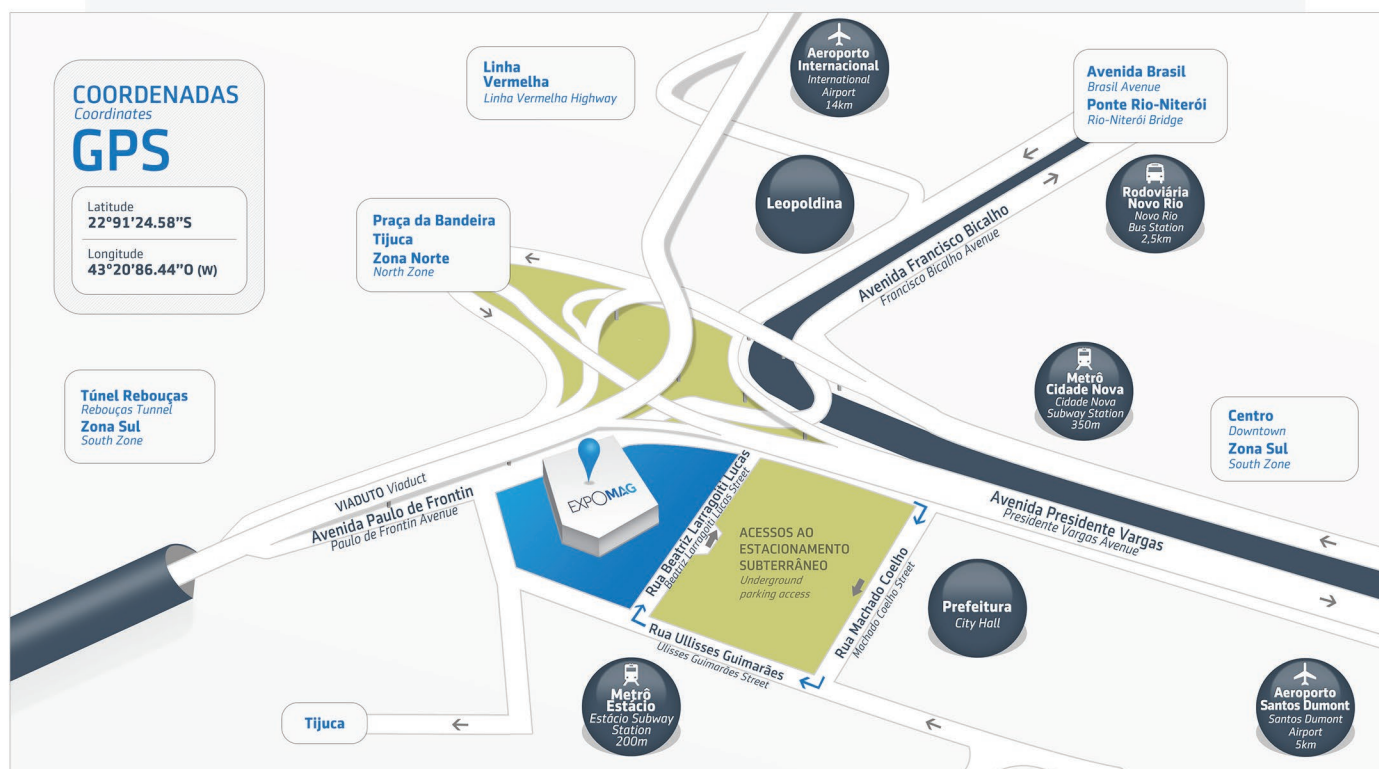 COORDENADAS
Coordinates
GPS
Latitude
22°91’24.58”S
Longitude
43°20’86.44”O (W)
Linha
Vermelha
Linha Vermelha Highway
Aeroporto
Internacional
International
Airport
14km
Avenida Brasil
Brasil Avenue
Ponte Rio-Niterói
Rio-Niterói Bridge
Leopoldina
Rodoviária
Novo Rio
Novo Rio
Bus Station
2,5km
Avenida Francisco Bicalho
Francisco Bicalho Avenue
Praça da Bandeira
Tijuca
Zona Norte
North Zone
Túnel Rebouças
Rebouças Tunnel
Zona Sul
South Zone
Metrô
Cidade Nova
Cidade Nova
Subway Station
350m
Centro
Downtown
Zona Sul
South Zone
VIADUTO Viaduct
Avenida Paulo de Frontin
Paulo de Frontin Avenue
EXPOMAG
Rua Beatriz Larragoiti Lucas
Beatriz Larragoiti Lucas Street
ACESSOS AO
ESTACIONAMENTO
SUBTERRÂNEO
Underground
parking access
Avenida Presidente Vargas
Presidente Vargas Avenue
Rua Machado Coelho
Machado Coelho Street
Prefeitura
City Hall
Rua Ullisses Guimarães
Ulisses Guimarães Street
Metrô
Estácio
Estácio Subway
Station
200m
Tijuca
Aeroporto
Santos Dumont
Santos Dumont
Airport
5km